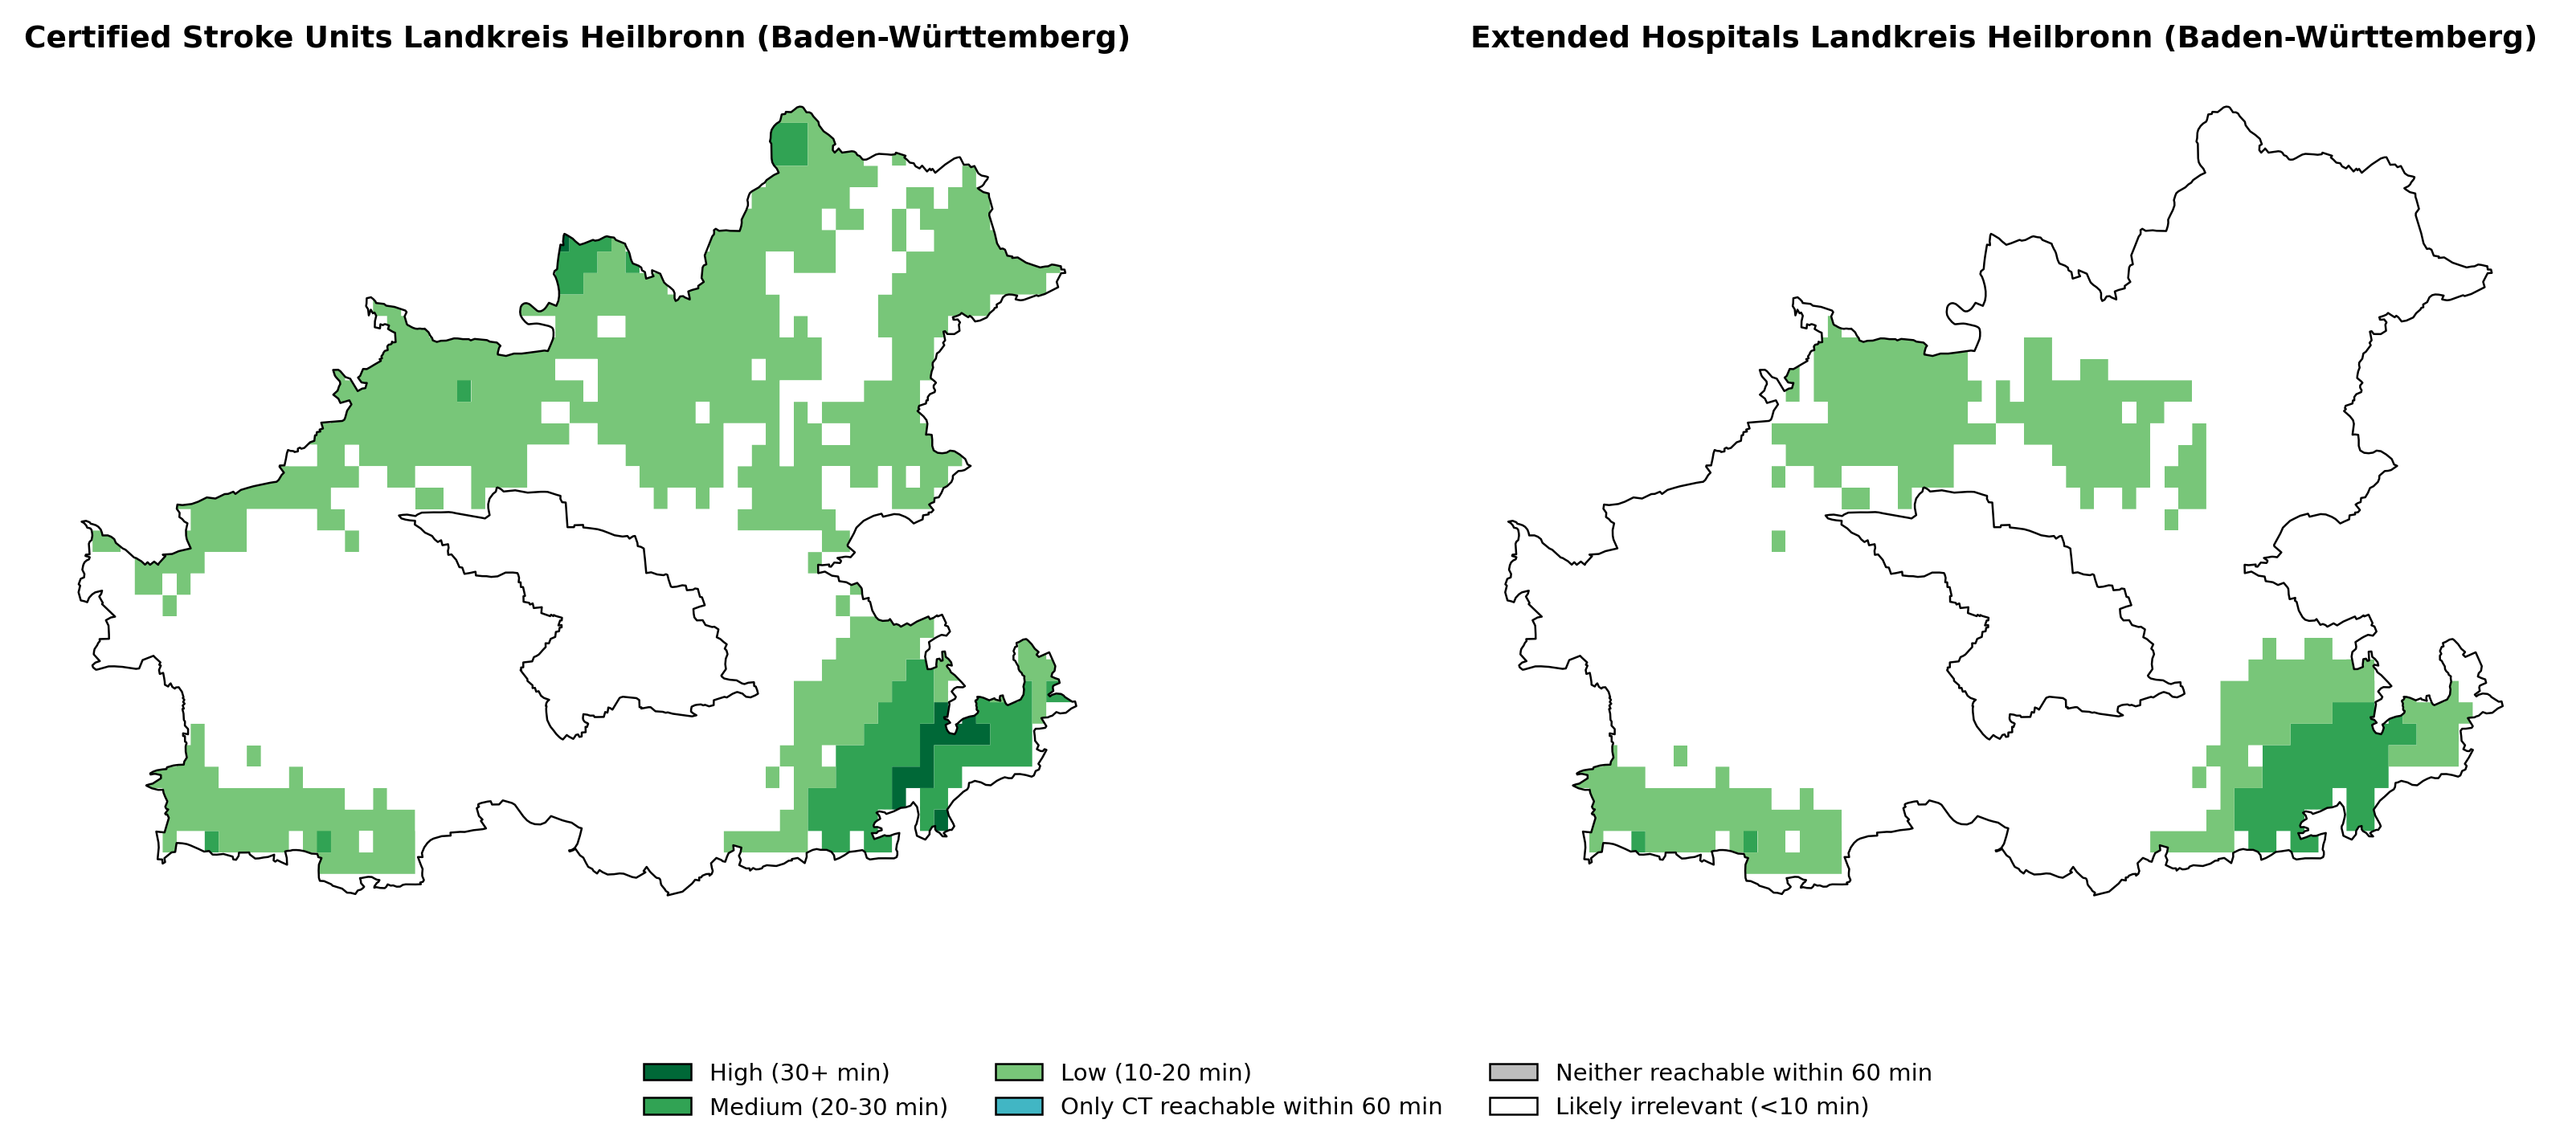 Certified Stroke Units Landkreis Heilbronn (Baden-Württemberg)
Extended Hospitals Landkreis Heilbronn (Baden-Württemberg)
High (30+ min)
Medium (20-30 min)
Low (10-20 min)
Only CT reachable within 60 min
Neither reachable within 60 min
Likely irrelevant (<10 min)